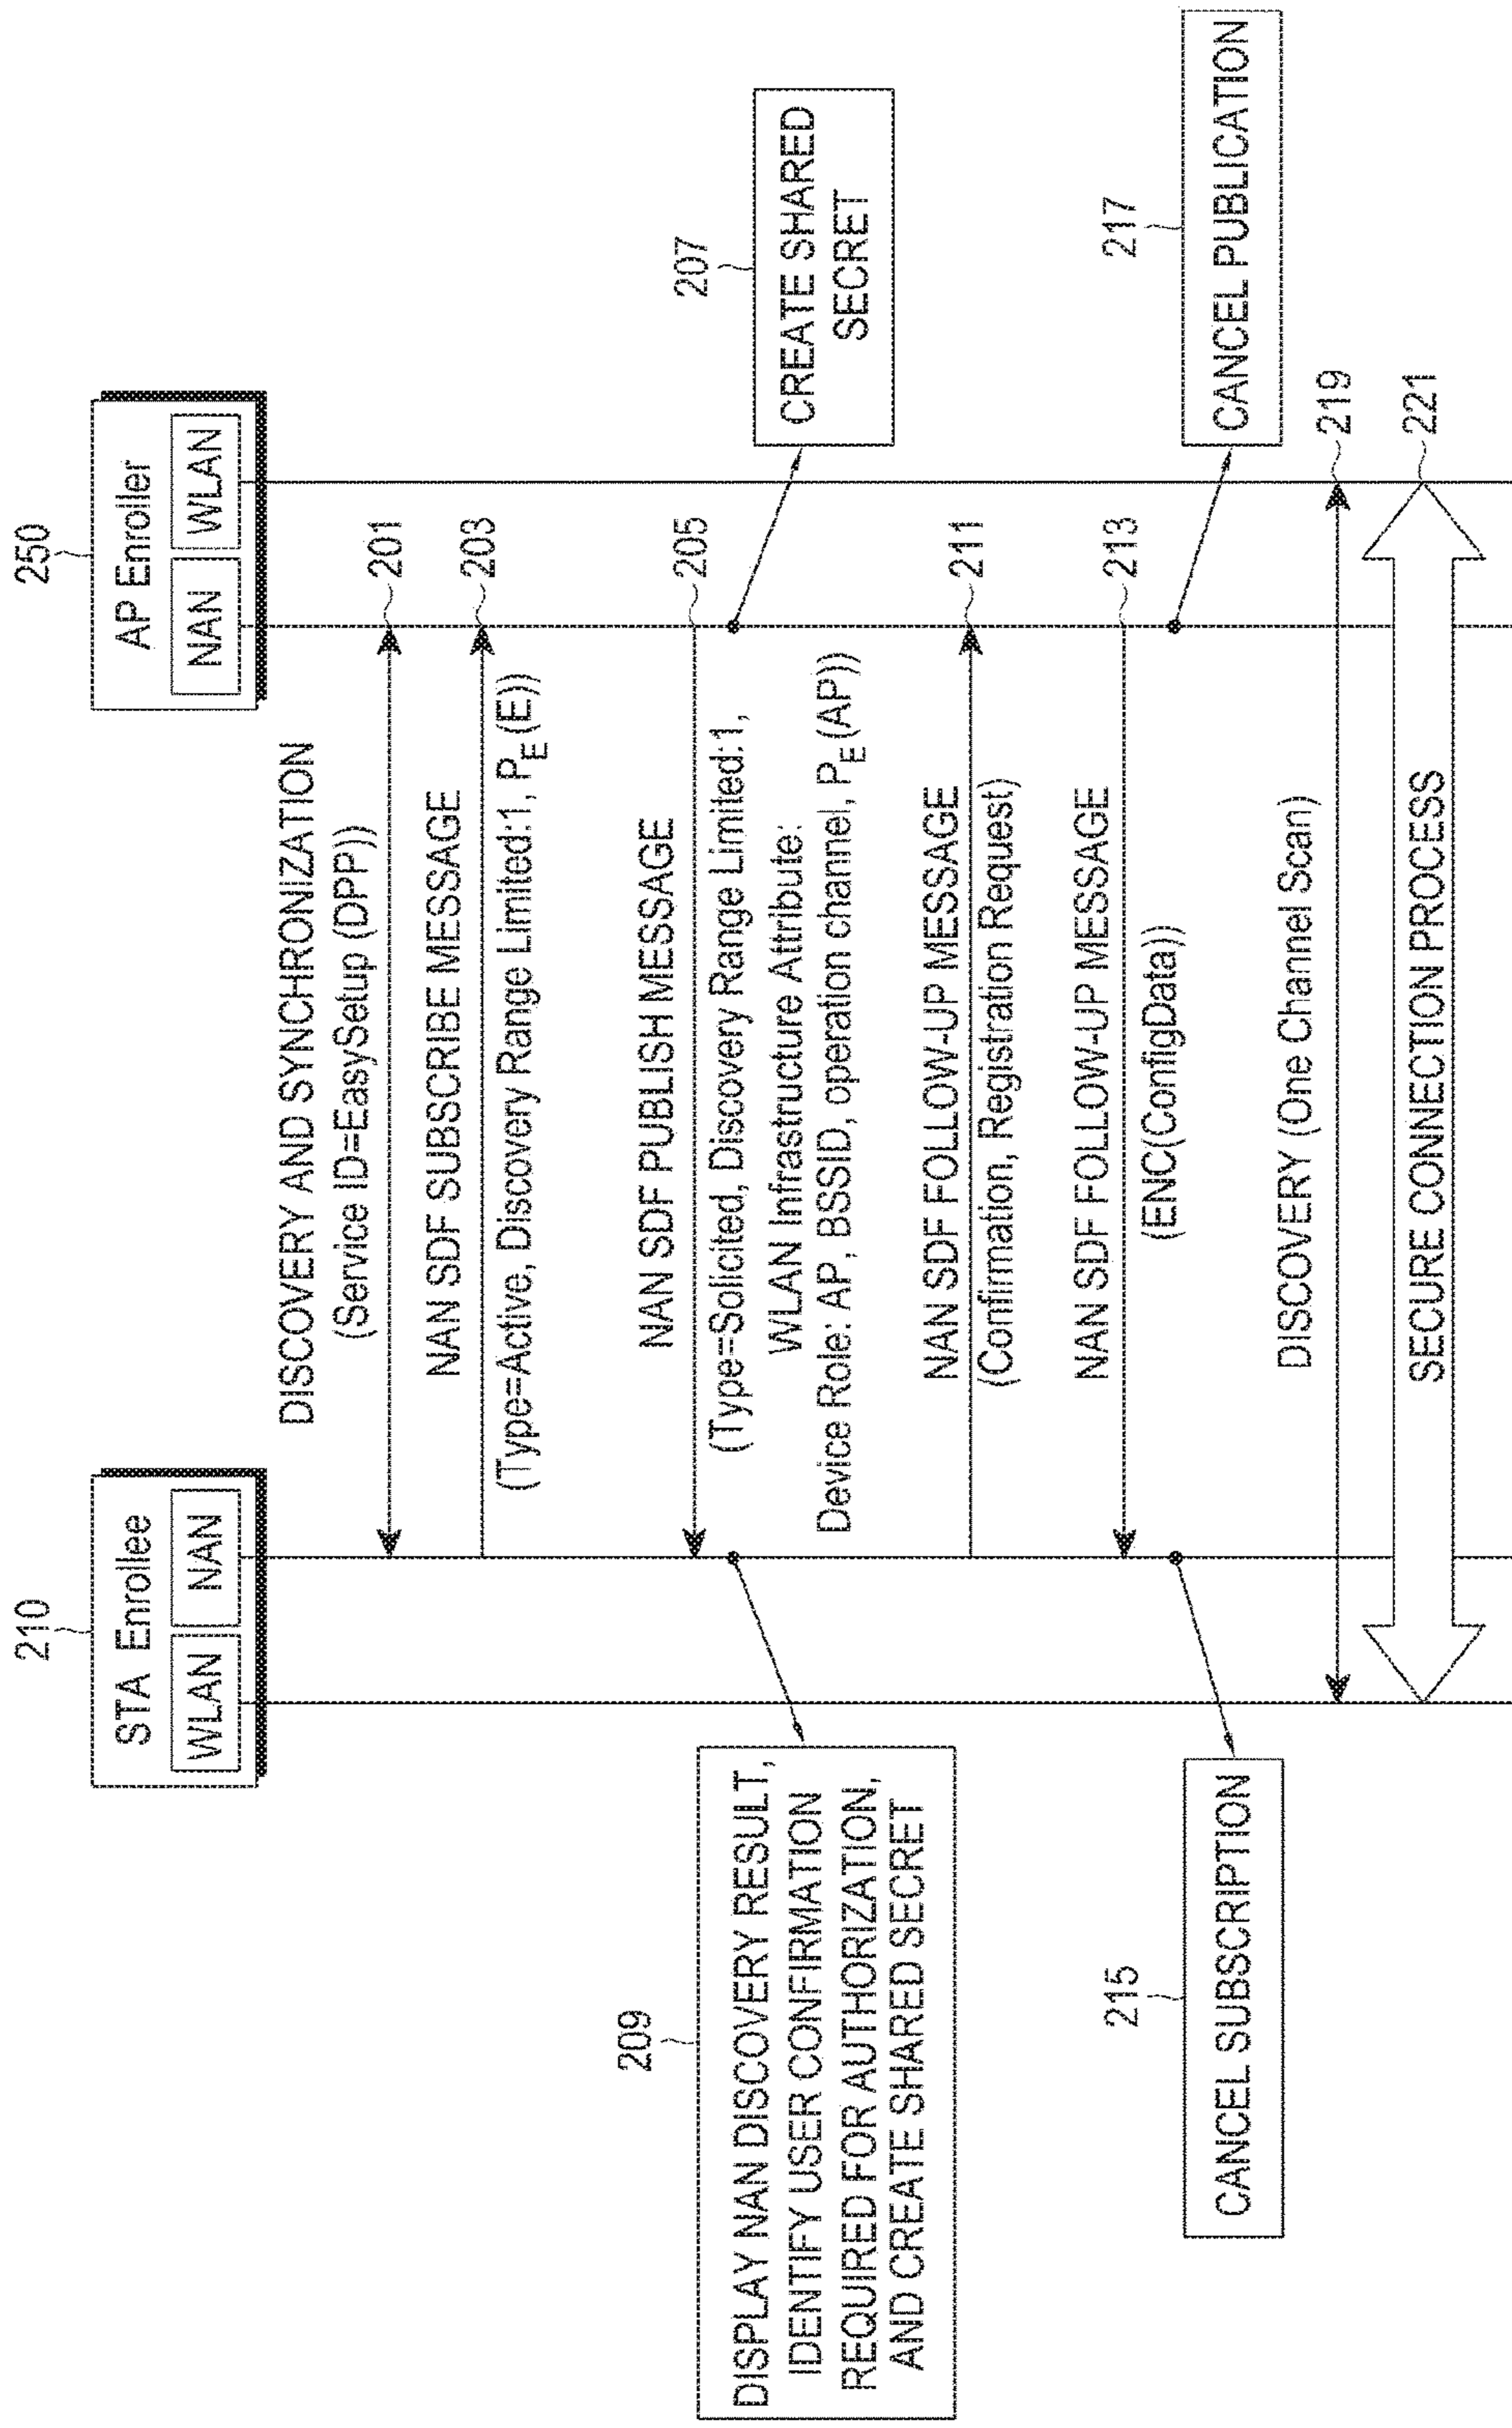 210
STA Enrollee
WLAN
NAN
250
AP Enroller
NAN
WLAN
DISCOVERY AND SYNCHRONIZATION
(Service ID=EasySetup (DPP))
201
NAN SDF SUBSCRIBE MESSAGE
203
(Type=Active, Discovery Range Limited:1, PE (E))
NAN SDF PUBLISH MESSAGE
205
(Type=Solicited, Discovery Range Limited:1,
WLAN Infrastructure Attribute:
Device Role: AP, BSSID, operation channel, PE (AP))
207
CREATE SHARED
SECRET
209
DISPLAY NAN DISCOVERY RESULT,
IDENTIFY USER CONFIRMATION
REQUIRED FOR AUTHORIZATION,
AND CREATE SHARED SECRET
NAN SDF FOLLOW-UP MESSAGE
211
(Confirmation, Registration Request)
NAN SDF FOLLOW-UP MESSAGE
213
(ENC(ConfigData))
215
CANCEL SUBSCRIPTION
217
CANCEL PUBLICATION
DISCOVERY (One Channel Scan)
219
SECURE CONNECTION PROCESS
221